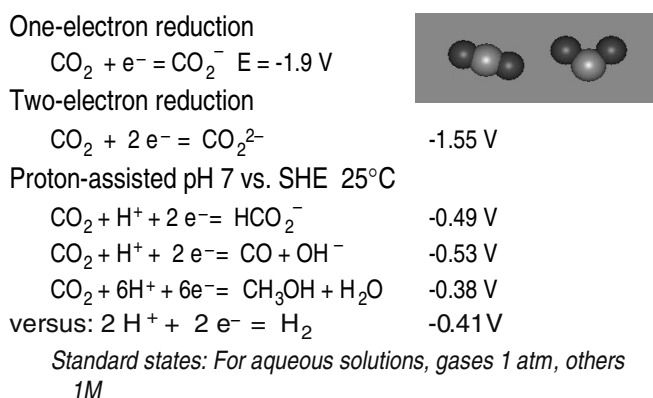 One-electron reduction
CO₂ + e⁻ = CO₂⁻ E = -1.9 V
Two-electron reduction
CO₂ + 2 e⁻ = CO₂²⁻ -1.55 V
Proton-assisted pH 7 vs. SHE 25°C
CO₂ + H⁺ + 2 e⁻= HCO₂⁻ -0.49 V
CO₂ + H⁺ + 2 e⁻= CO + OH⁻ -0.53 V
CO₂ + 6H⁺ + 6e⁻= CH₃OH + H₂O -0.38 V
versus: 2 H⁺ + 2 e⁻ = H₂ -0.41V
Standard states: For aqueous solutions, gases 1 atm, others
1M